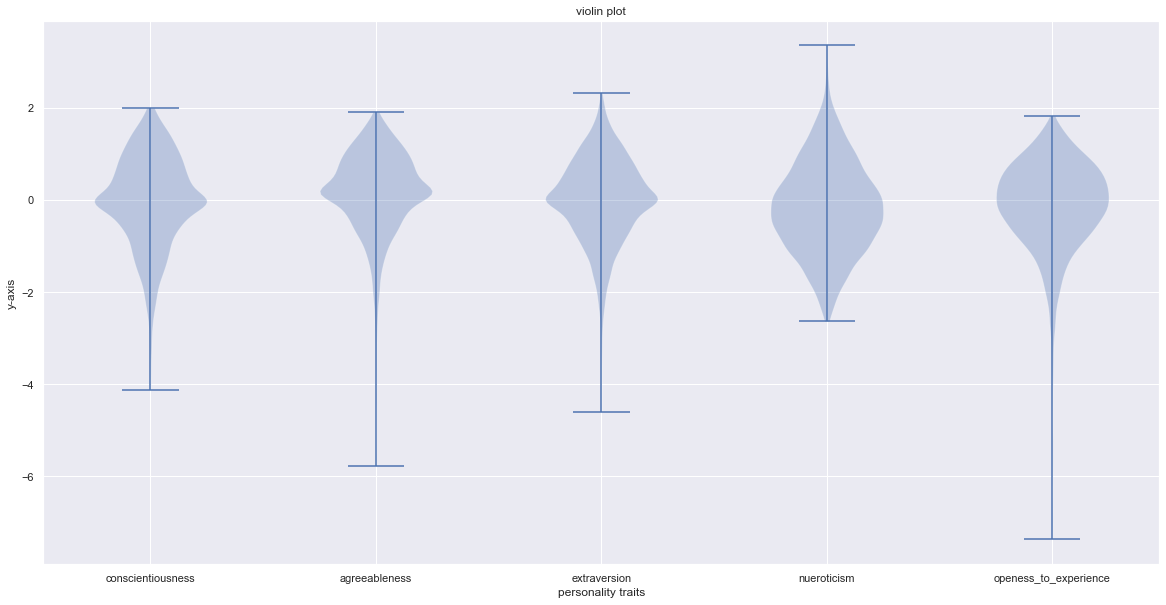 violin plot
2
0
−2
−4
−6
y-axis
conscientiousness agreeableness extraversion nueroticism openess_to_experience
personality traits